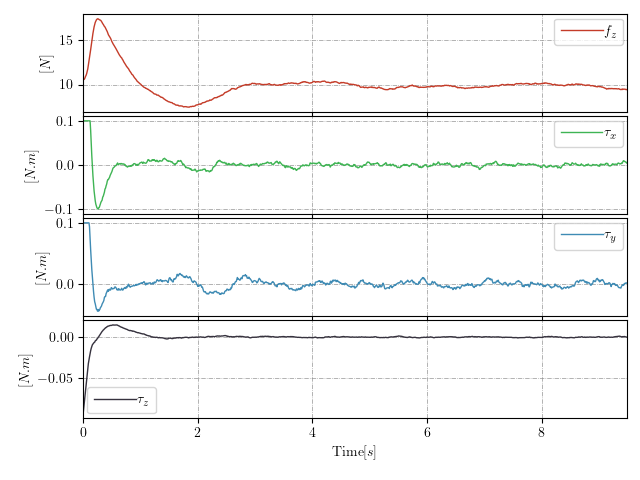 15
[N]
10
f_z
0.1
[N.m]
0.0
−0.1
τ_x
0.1
[N.m]
0.0
τ_y
0.00
[N.m]
−0.05
τ_z
0 2 4 6 8
Time[s]